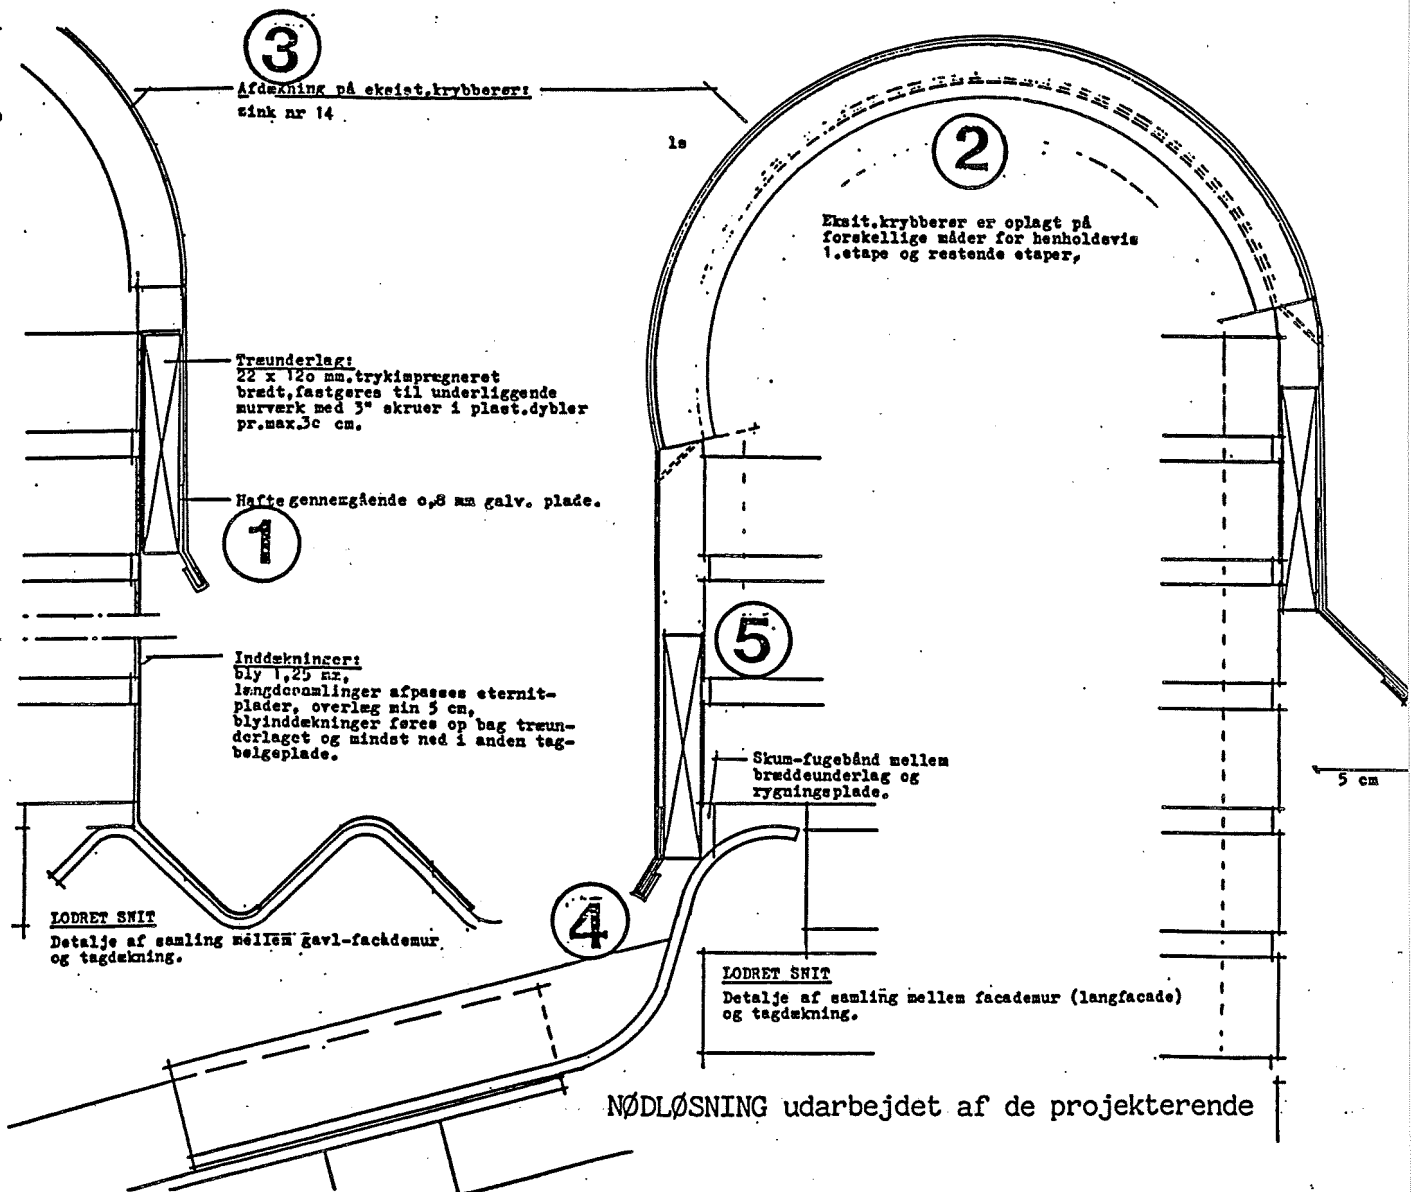 3
Afdækning på eksist.krybberør:
zink nr 14
2
Eksit.krybberør er oplagt på
forskellige måder for henholdsvis
1.etape og restende etaper,
Træunderlag:
22 x 12o mm.trykimprægneret
brædt,fastgøres til underliggende
murværk med 3" skruer i plast.dybler
pr.max.3c cm.
Hæfte gennemgående o,8 mm galv. plade.
1
5
Inddækninger:
bly 1,25 mm,
længdesamlinger afpasses eternit-
plader, overlæg min 5 cm,
blyinddækninger føres op bag træun-
derlaget og mindst ned i anden tag-
bølgeplade.
Skum-fugebånd mellem
bræddeunderlag og
rygningsplade.
5 cm
4
LODRET SNIT
Detalje af samling mellem gavl-facademur
og tagdækning.
LODRET SNIT
Detalje af samling mellem facademur (langfacade)
og tagdækning.
NØDLØSNING udarbejdet af de projekterende